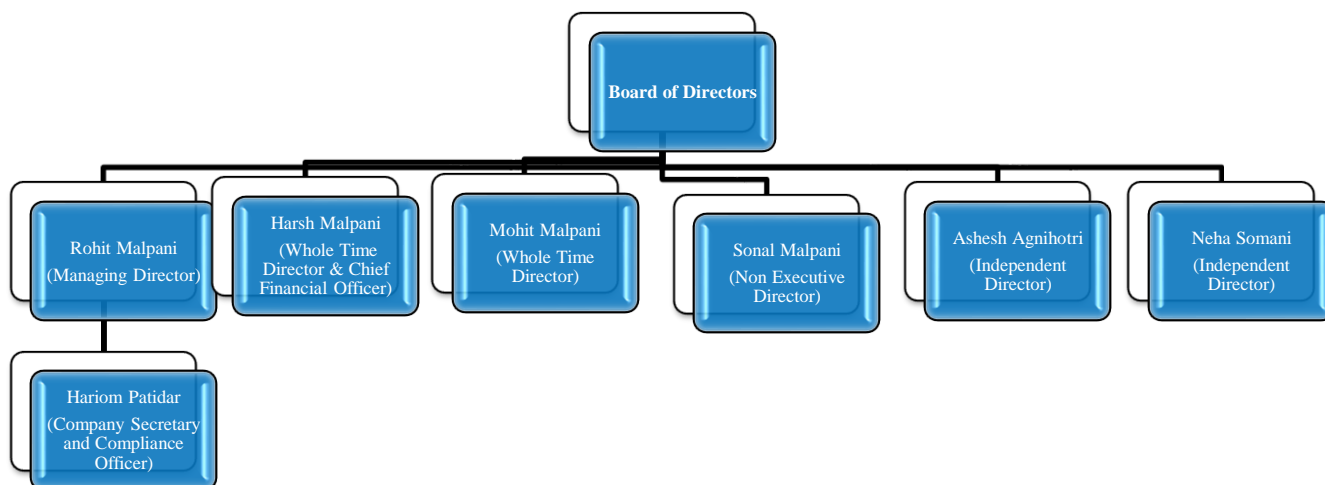 Board of Directors
Rohit Malpani
(Managing Director)
Harsh Malpani
(Whole Time
Director & Chief
Financial Officer)
Mohit Malpani
(Whole Time
Director)
Sonal Malpani
(Non Executive
Director)
Ashesh Agnihotri
(Independent
Director)
Neha Somani
(Independent
Director)
Hariom Patidar
(Company Secretary
and Compliance
Officer)